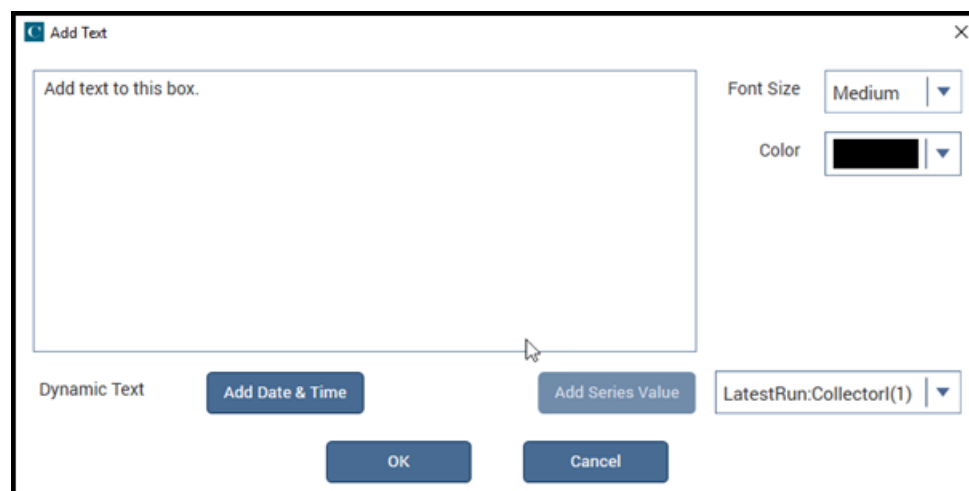 C Add Text
Add text to this box.
Font Size Medium
Color
Dynamic Text Add Date & Time Add Series Value LatestRun:CollectorI(1)
OK Cancel